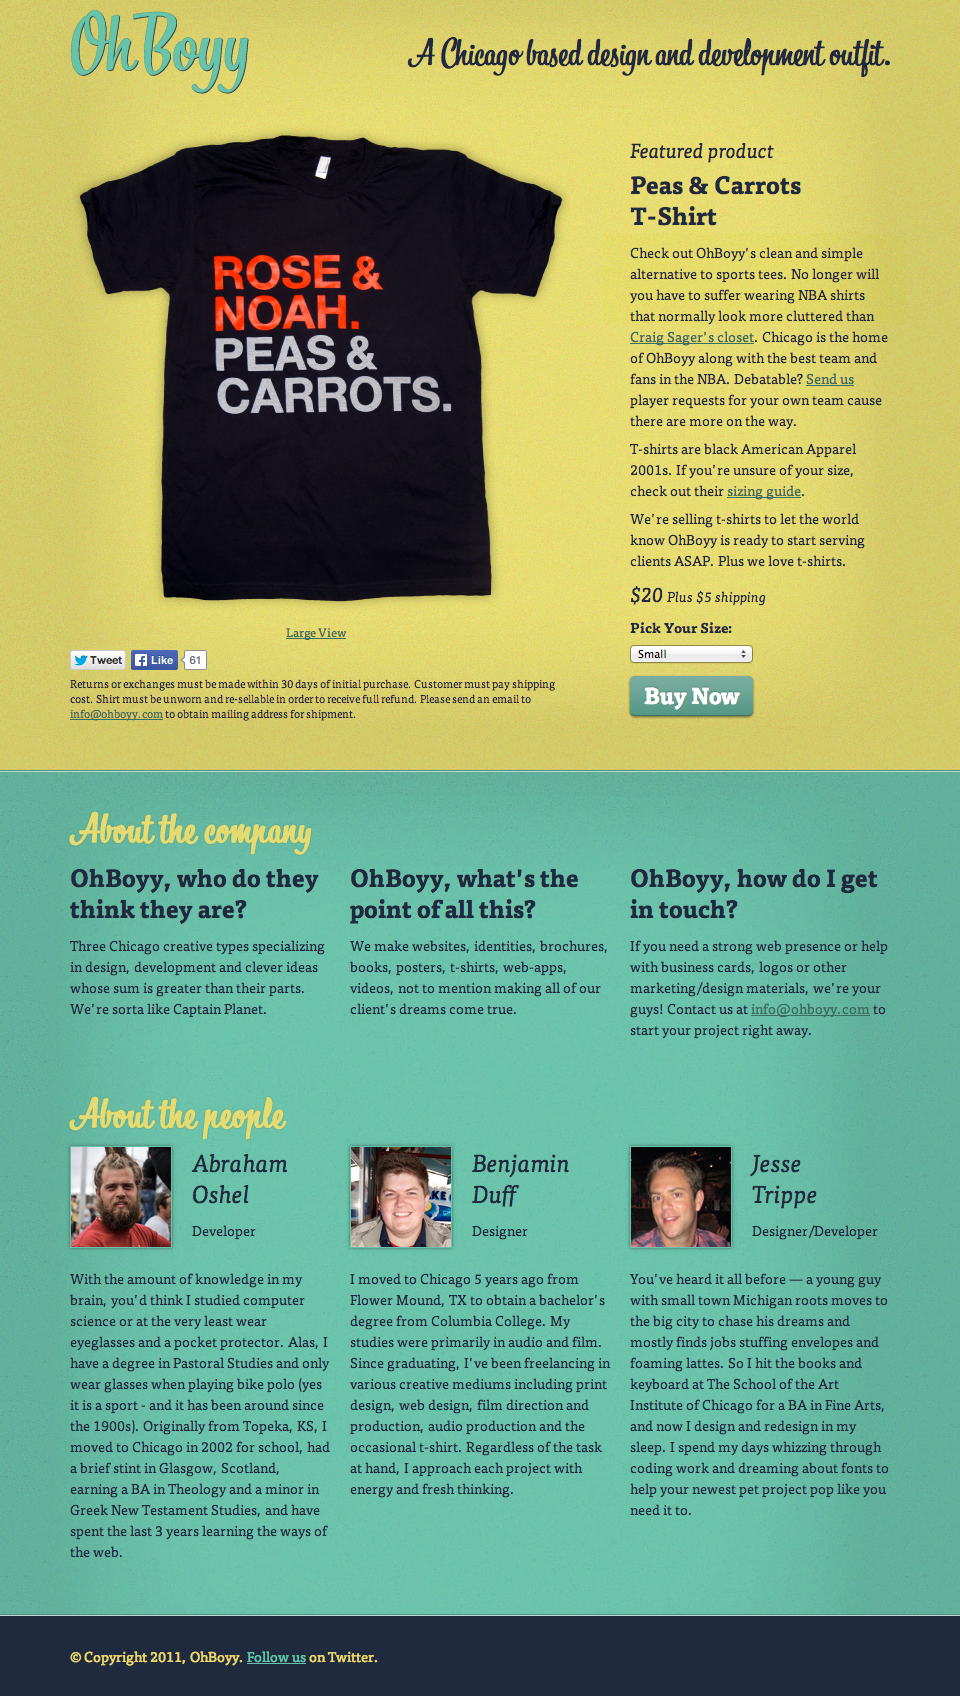 OhBoyy
A Chicago based design and development outfit.
ROSE &
NOAH.
PEAS &
CARROTS.
Large View
Tweet Like 61
Returns or exchanges must be made within 30 days of initial purchase. Customer must pay shipping
cost. Shirt must be unworn and re-sellable in order to receive full refund. Please send an email to
info@ohboyy.com to obtain mailing address for shipment.
Featured product
Peas & Carrots
T-Shirt
Check out OhBoyy's clean and simple
alternative to sports tees. No longer will
you have to suffer wearing NBA shirts
that normally look more cluttered than
Craig Sager's closet. Chicago is the home
of OhBoyy along with the best team and
fans in the NBA. Debatable? Send us
player requests for your own team cause
there are more on the way.
T-shirts are black American Apparel
2001s. If you're unsure of your size,
check out their sizing guide.
We're selling t-shirts to let the world
know OhBoyy is ready to start serving
clients ASAP. Plus we love t-shirts.
$20 Plus $5 shipping
Pick Your Size:
Small
Buy Now
About the company
OhBoyy, who do they
think they are?
Three Chicago creative types specializing
in design, development and clever ideas
whose sum is greater than their parts.
We're sorta like Captain Planet.
OhBoyy, what's the
point of all this?
We make websites, identities, brochures,
books, posters, t-shirts, web-apps,
videos, not to mention making all of our
client's dreams come true.
OhBoyy, how do I get
in touch?
If you need a strong web presence or help
with business cards, logos or other
marketing/design materials, we're your
guys! Contact us at info@ohboyy.com to
start your project right away.
About the people
Abraham
Oshel
Developer
With the amount of knowledge in my
brain, you'd think I studied computer
science or at the very least wear
eyeglasses and a pocket protector. Alas, I
have a degree in Pastoral Studies and only
wear glasses when playing bike polo (yes
it is a sport - and it has been around since
the 1900s). Originally from Topeka, KS, I
moved to Chicago in 2002 for school, had
a brief stint in Glasgow, Scotland,
earning a BA in Theology and a minor in
Greek New Testament Studies, and have
spent the last 3 years learning the ways of
the web.
Benjamin
Duff
Designer
I moved to Chicago 5 years ago from
Flower Mound, TX to obtain a bachelor's
degree from Columbia College. My
studies were primarily in audio and film.
Since graduating, I've been freelancing in
various creative mediums including print
design, web design, film direction and
production, audio production and the
occasional t-shirt. Regardless of the task
at hand, I approach each project with
energy and fresh thinking.
Jesse
Trippe
Designer/Developer
You've heard it all before — a young guy
with small town Michigan roots moves to
the big city to chase his dreams and
mostly finds jobs stuffing envelopes and
foaming lattes. So I hit the books and
keyboard at The School of the Art
Institute of Chicago for a BA in Fine Arts,
and now I design and redesign in my
sleep. I spend my days whizzing through
coding work and dreaming about fonts to
help your newest pet project pop like you
need it to.
© Copyright 2011, OhBoyy. Follow us on Twitter.